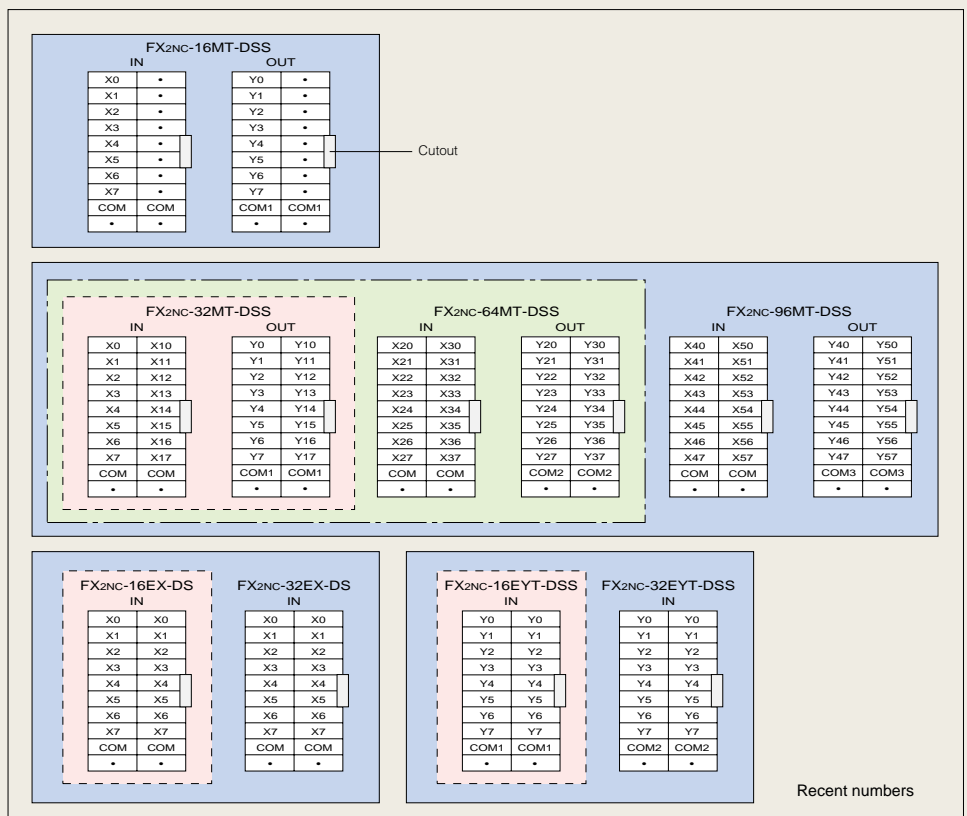 FX2NC-16MT-DSS
IN OUT
X0 • Y0 •
X1 • Y1 •
X2 • Y2 •
X3 • Y3 •
X4 • Y4 •
Cutout
X5 • Y5 •
X6 • Y6 •
X7 • Y7 •
COM COM COM1 COM1
• • • •
FX2NC-32MT-DSS FX2NC-64MT-DSS FX2NC-96MT-DSS
IN OUT IN OUT IN OUT
X0 X10 Y0 Y10 X20 X30 Y20 Y30 X40 X50 Y40 Y50
X1 X11 Y1 Y11 X21 X31 Y21 Y31 X41 X51 Y41 Y51
X2 X12 Y2 Y12 X22 X32 Y22 Y32 X42 X52 Y42 Y52
X3 X13 Y3 Y13 X23 X33 Y23 Y33 X43 X53 Y43 Y53
X4 X14 Y4 Y14 X24 X34 Y24 Y34 X44 X54 Y44 Y54
X5 X15 Y5 Y15 X25 X35 Y25 Y35 X45 X55 Y45 Y55
X6 X16 Y6 Y16 X26 X36 Y26 Y36 X46 X56 Y46 Y56
X7 X17 Y7 Y17 X27 X37 Y27 Y37 X47 X57 Y47 Y57
COM COM COM1 COM1 COM COM COM2 COM2 COM COM COM3 COM3
• • • • • • • • • • • •
FX2NC-16EX-DS FX2NC-32EX-DS FX2NC-16EYT-DSS FX2NC-32EYT-DSS
IN IN IN IN
X0 X0 X0 X0 Y0 Y0 Y0 Y0
X1 X1 X1 X1 Y1 Y1 Y1 Y1
X2 X2 X2 X2 Y2 Y2 Y2 Y2
X3 X3 X3 X3 Y3 Y3 Y3 Y3
X4 X4 X4 X4 Y4 Y4 Y4 Y4
X5 X5 X5 X5 Y5 Y5 Y5 Y5
X6 X6 X6 X6 Y6 Y6 Y6 Y6
X7 X7 X7 X7 Y7 Y7 Y7 Y7
COM COM COM COM COM1 COM1 COM2 COM2
• • • • • • • •
Recent numbers